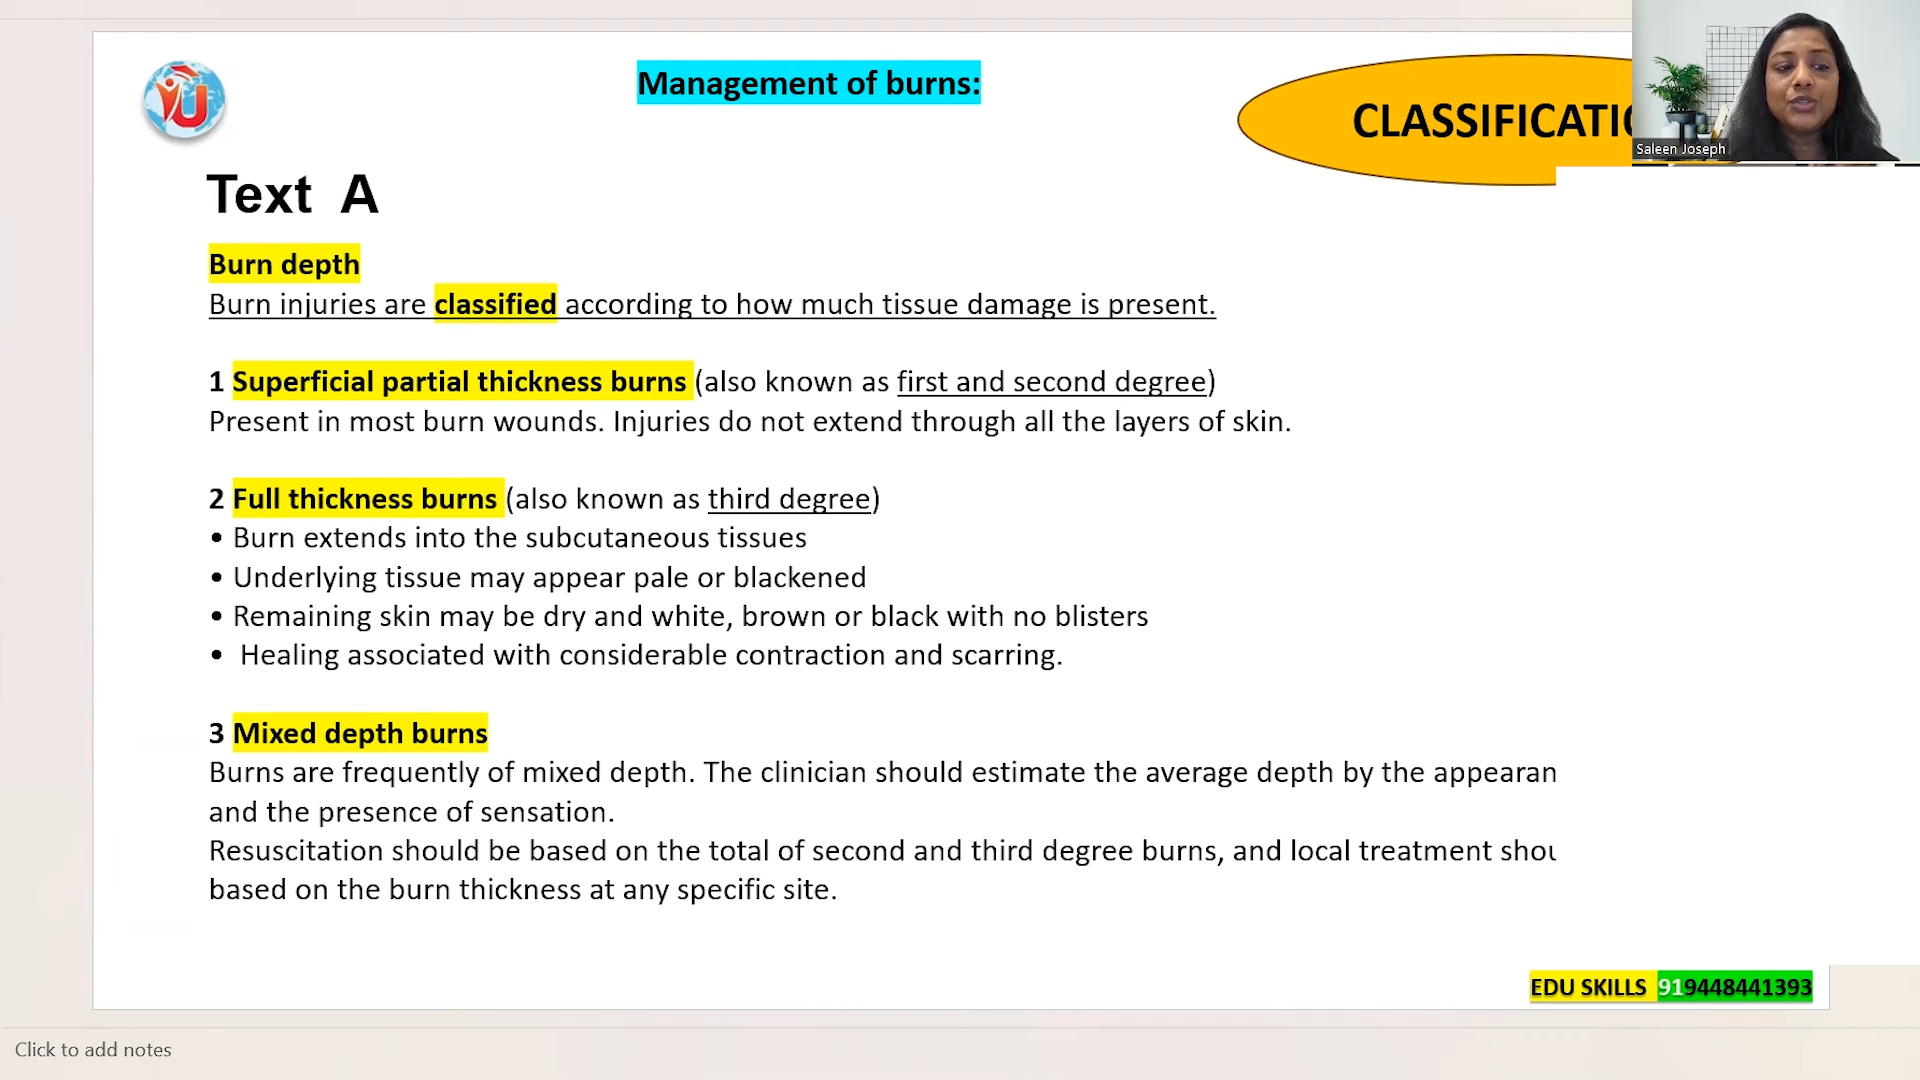 Management of burns:
CLASSIFICATIO
Saleen Joseph
Text A
Burn depth
Burn injuries are classified according to how much tissue damage is present.
1 Superficial partial thickness burns (also known as first and second degree)
Present in most burn wounds. Injuries do not extend through all the layers of skin.
2 Full thickness burns (also known as third degree)
• Burn extends into the subcutaneous tissues
• Underlying tissue may appear pale or blackened
• Remaining skin may be dry and white, brown or black with no blisters
• Healing associated with considerable contraction and scarring.
3 Mixed depth burns
Burns are frequently of mixed depth. The clinician should estimate the average depth by the appearan
and the presence of sensation.
Resuscitation should be based on the total of second and third degree burns, and local treatment shou
based on the burn thickness at any specific site.
EDU SKILLS 919448441393
Click to add notes